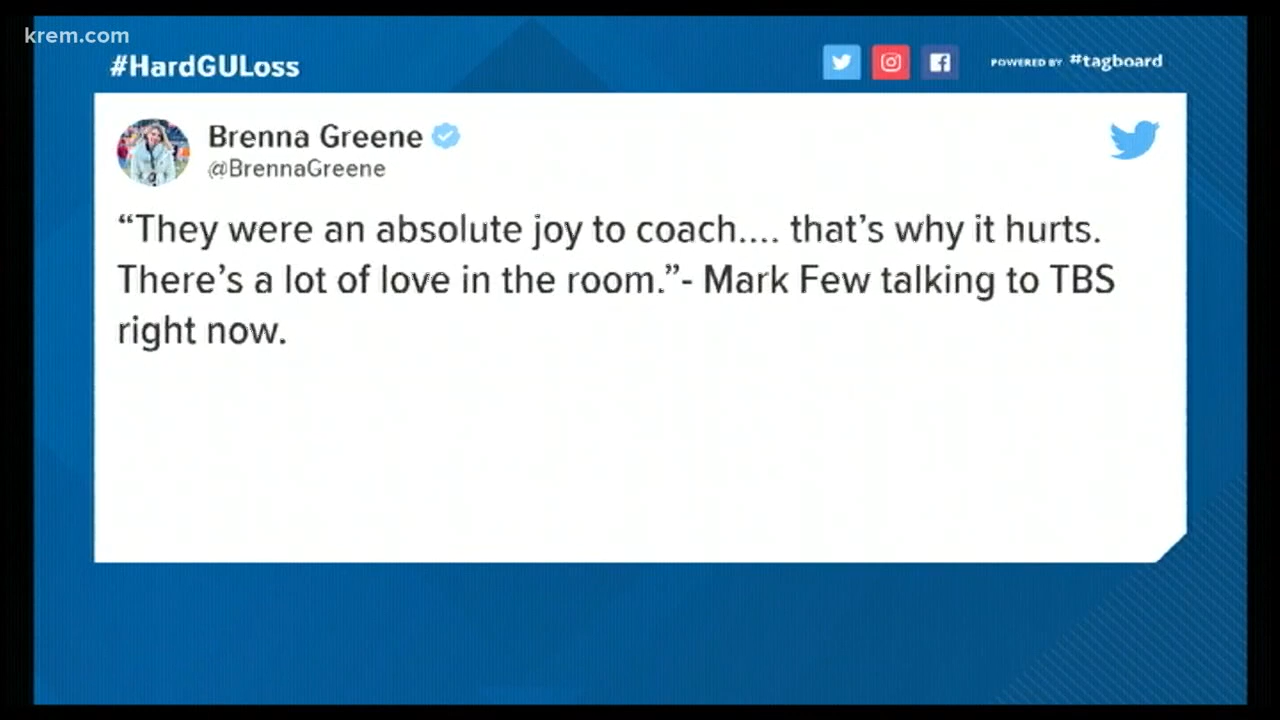 krem.com
#HardGULoss
POWERED BY #tagboard
Brenna Greene
@BrennaGreene
“They were an absolute joy to coach.... that’s why it hurts.
There’s a lot of love in the room.”- Mark Few talking to TBS
right now.